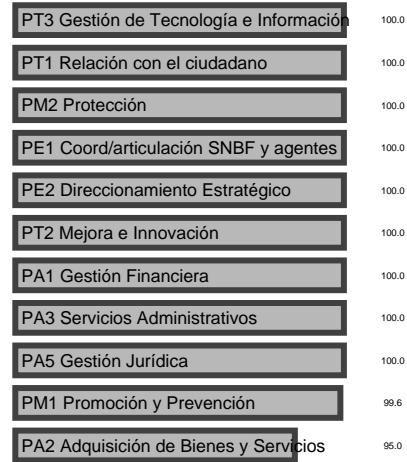 PT3 Gestión de Tecnología e Información 100.0
PT1 Relación con el ciudadano 100.0
PM2 Protección 100.0
PE1 Coord/articulación SNBF y agentes 100.0
PE2 Direccionamiento Estratégico 100.0
PT2 Mejora e Innovación 100.0
PA1 Gestión Financiera 100.0
PA3 Servicios Administrativos 100.0
PA5 Gestión Jurídica 100.0
PM1 Promoción y Prevención 99.6
PA2 Adquisición de Bienes y Servicios 95.0